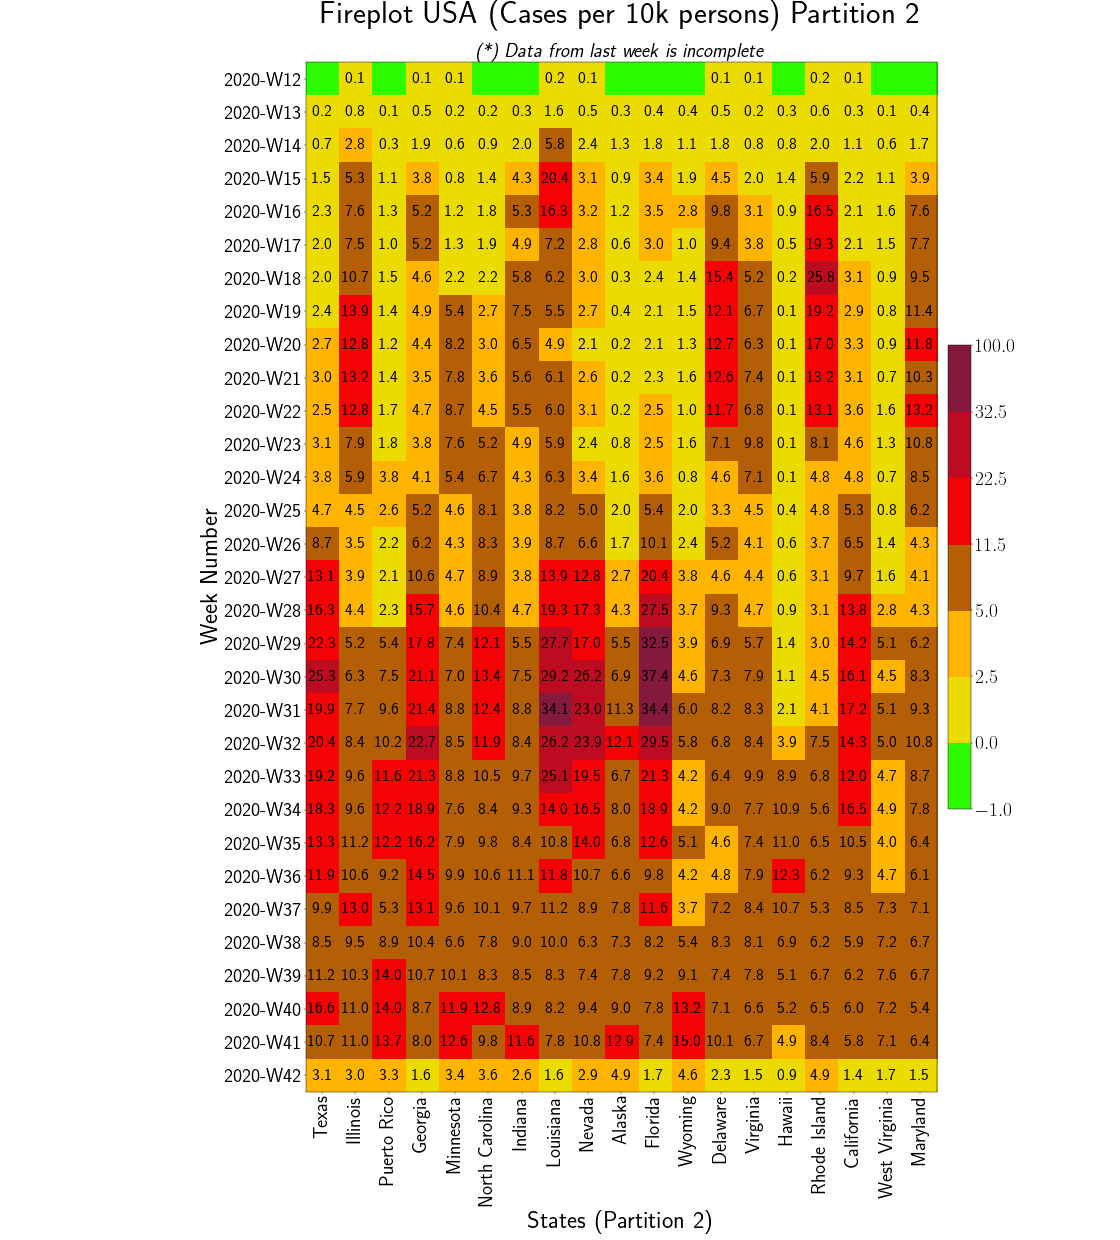 Fireplot USA (Cases per 10k persons) Partition 2
(*) Data from last week is incomplete
2020-W12 0.1 0.1 0.1 0.2 0.1 0.1 0.1 0.2 0.1
2020-W13 0.2 0.8 0.1 0.5 0.2 0.2 0.3 1.6 0.5 0.3 0.4 0.4 0.5 0.2 0.3 0.6 0.3 0.1 0.4
2020-W14 0.7 2.8 0.3 1.9 0.6 0.9 2.0 5.8 2.4 1.3 1.8 1.1 1.8 0.8 0.8 2.0 1.1 0.6 1.7
2020-W15 1.5 5.3 1.1 3.8 0.8 1.4 4.3 20.4 3.1 0.9 3.4 1.9 4.5 2.0 1.4 5.9 2.2 1.1 3.9
2020-W16 2.3 7.6 1.3 5.2 1.2 1.8 5.3 16.3 3.2 1.2 3.5 2.8 9.8 3.1 0.9 16.5 2.1 1.6 7.6
2020-W17 2.0 7.5 1.0 5.2 1.3 1.9 4.9 7.2 2.8 0.6 3.0 1.0 9.4 3.8 0.5 19.3 2.1 1.5 7.7
2020-W18 2.0 10.7 1.5 4.6 2.2 2.2 5.8 6.2 3.0 0.3 2.4 1.4 15.4 5.2 0.2 25.8 3.1 0.9 9.5
2020-W19 2.4 13.9 1.4 4.9 5.4 2.7 7.5 5.5 2.7 0.4 2.1 1.5 12.1 6.7 0.1 19.2 2.9 0.8 11.4
2020-W20 2.7 12.8 1.2 4.4 8.2 3.0 6.5 4.9 2.1 0.2 2.1 1.3 12.7 6.3 0.1 17.0 3.3 0.9 11.8
2020-W21 3.0 13.2 1.4 3.5 7.8 3.6 5.6 6.1 2.6 0.2 2.3 1.6 12.6 7.4 0.1 13.2 3.1 0.7 10.3
2020-W22 2.5 12.8 1.7 4.7 8.7 4.5 5.5 6.0 3.1 0.2 2.5 1.0 11.7 6.8 0.1 13.1 3.6 1.6 13.2
2020-W23 3.1 7.9 1.8 3.8 7.6 5.2 4.9 5.9 2.4 0.8 2.5 1.6 7.1 9.8 0.1 8.1 4.6 1.3 10.8
2020-W24 3.8 5.9 3.8 4.1 5.4 6.7 4.3 6.3 3.4 1.6 3.6 0.8 4.6 7.1 0.1 4.8 4.8 0.7 8.5
2020-W25 4.7 4.5 2.6 5.2 4.6 8.1 3.8 8.2 5.0 2.0 5.4 2.0 3.3 4.5 0.4 4.8 5.3 0.8 6.2
2020-W26 8.7 3.5 2.2 6.2 4.3 8.3 3.9 8.7 6.6 1.7 10.1 2.4 5.2 4.1 0.6 3.7 6.5 1.4 4.3
2020-W27 13.1 3.9 2.1 10.6 4.7 8.9 3.8 13.9 12.8 2.7 20.4 3.8 4.6 4.4 0.6 3.1 9.7 1.6 4.1
2020-W28 16.3 4.4 2.3 15.7 4.6 10.4 4.7 19.3 17.3 4.3 27.5 3.7 9.3 4.7 0.9 3.1 13.8 2.8 4.3
2020-W29 22.3 5.2 5.4 17.8 7.4 12.1 5.5 27.7 17.0 5.5 32.5 3.9 6.9 5.7 1.4 3.0 14.2 5.1 6.2
2020-W30 25.3 6.3 7.5 21.1 7.0 13.4 7.5 29.2 26.2 6.9 37.4 4.6 7.3 7.9 1.1 4.5 16.1 4.5 8.3
2020-W31 19.9 7.7 9.6 21.4 8.8 12.4 8.8 34.1 23.0 11.3 34.4 6.0 8.2 8.3 2.1 4.1 17.2 5.1 9.3
2020-W32 20.4 8.4 10.2 22.7 8.5 11.9 8.4 26.2 23.9 12.1 29.5 5.8 6.8 8.4 3.9 7.5 14.3 5.0 10.8
2020-W33 19.2 9.6 11.6 21.3 8.8 10.5 9.7 25.1 19.5 6.7 21.3 4.2 6.4 9.9 8.9 6.8 12.0 4.7 8.7
2020-W34 18.3 9.6 12.2 18.9 7.6 8.4 9.3 14.0 16.5 8.0 18.9 4.2 9.0 7.7 10.9 5.6 16.5 4.9 7.8
2020-W35 13.3 11.2 12.2 16.2 7.9 9.8 8.4 10.8 14.0 6.8 12.6 5.1 4.6 7.4 11.0 6.5 10.5 4.0 6.4
2020-W36 11.9 10.6 9.2 14.5 9.9 10.6 11.1 11.8 10.7 6.6 9.8 4.2 4.8 7.9 12.3 6.2 9.3 4.7 6.1
2020-W37 9.9 13.0 5.3 13.1 9.6 10.1 9.7 11.2 8.9 7.8 11.6 3.7 7.2 8.4 10.7 5.3 8.5 7.3 7.1
2020-W38 8.5 9.5 8.9 10.4 6.6 7.8 9.0 10.0 6.3 7.3 8.2 5.4 8.3 8.1 6.9 6.2 5.9 7.2 6.7
2020-W39 11.2 10.3 14.0 10.7 10.1 8.3 8.5 8.3 7.4 7.8 9.2 9.1 7.4 7.8 5.1 6.7 6.2 7.6 6.7
2020-W40 16.6 11.0 14.0 8.7 11.9 12.8 8.9 8.2 9.4 9.0 7.8 13.2 7.1 6.6 5.2 6.5 6.0 7.2 5.4
2020-W41 10.7 11.0 13.7 8.0 12.6 9.8 11.6 7.8 10.8 12.9 7.4 15.0 10.1 6.7 4.9 8.4 5.8 7.1 6.4
2020-W42 3.1 3.0 3.3 1.6 3.4 3.6 2.6 1.6 2.9 4.9 1.7 4.6 2.3 1.5 0.9 4.9 1.4 1.7 1.5
Week Number
Texas
Illinois
Puerto Rico
Georgia
Minnesota
North Carolina
Indiana
Louisiana
Nevada
Alaska
Florida
Wyoming
Delaware
Virginia
Hawaii
Rhode Island
California
West Virginia
Maryland
States (Partition 2)
100.0
32.5
22.5
11.5
5.0
2.5
0.0
−1.0